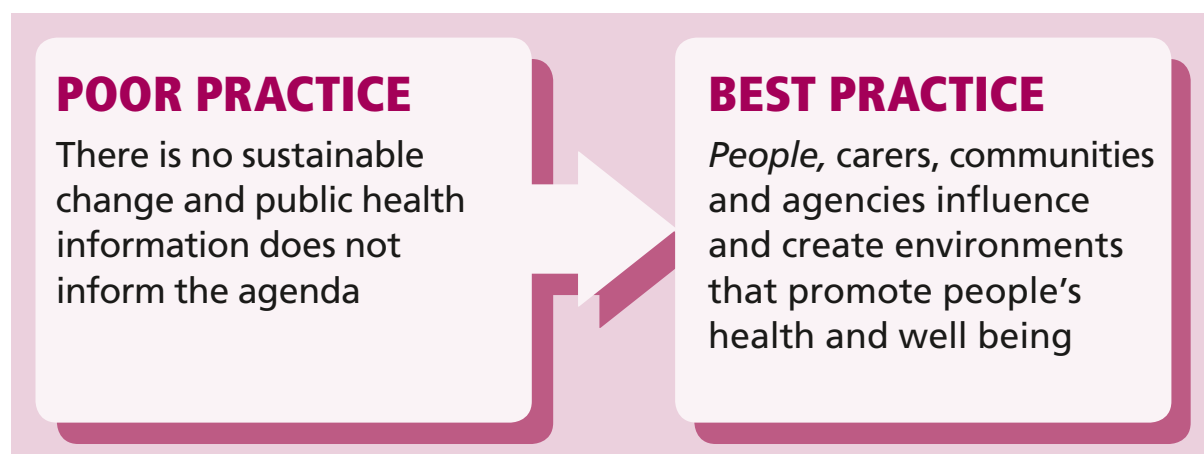 POOR PRACTICE
There is no sustainable
change and public health
information does not
inform the agenda
BEST PRACTICE
People, carers, communities
and agencies influence
and create environments
that promote people’s
health and well being